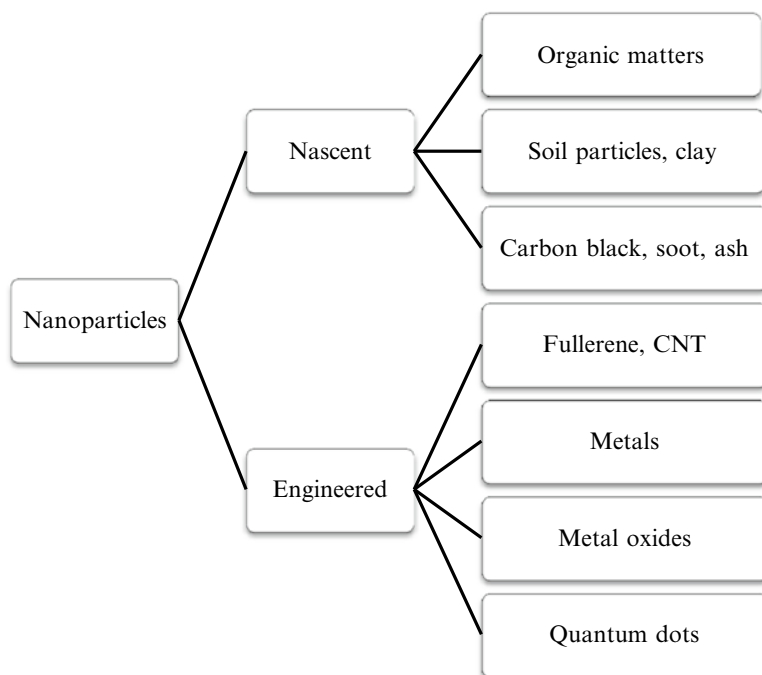 Nanoparticles
Nascent
Organic matters
Soil particles, clay
Carbon black, soot, ash
Engineered
Fullerene, CNT
Metals
Metal oxides
Quantum dots